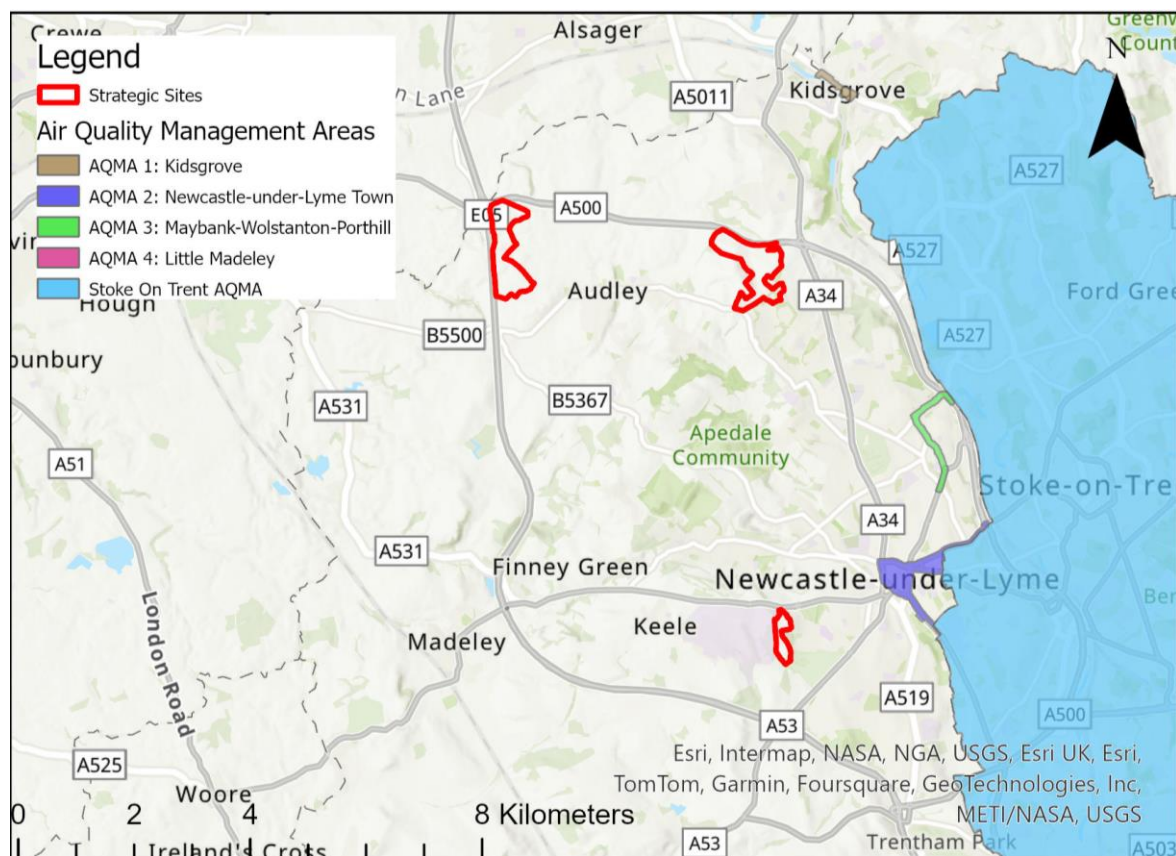 Crewe
Alsager
Legend
Strategic Sites
Air Quality Management Areas
AQMA 1: Kidsgrove
AQMA 2: Newcastle-under-Lyme Town
AQMA 3: Maybank-Wolstanton-Porthill
AQMA 4: Little Madeley
Stoke On Trent AQMA
N
Lane
A5011
Kidsgrove
A527
E05
A500
A527
Hough
Audley
A34
Ford Gree
B5500
A527
A531
B5367
A51
Apedale
Community
Stoke-on-Tre
A34
A531
Finney Green
Newcastle-under-Lyme
Keele
Madeley
London Road
A519
A53
A500
A525
Woore
Esri, Intermap, NASA, NGA, USGS, Esri UK, Esri,
TomTom, Garmin, Foursquare, GeoTechnologies, Inc,
METI/NASA, USGS
0 2 4 8 Kilometers
A53
Trentham Park
Ireland's Cross